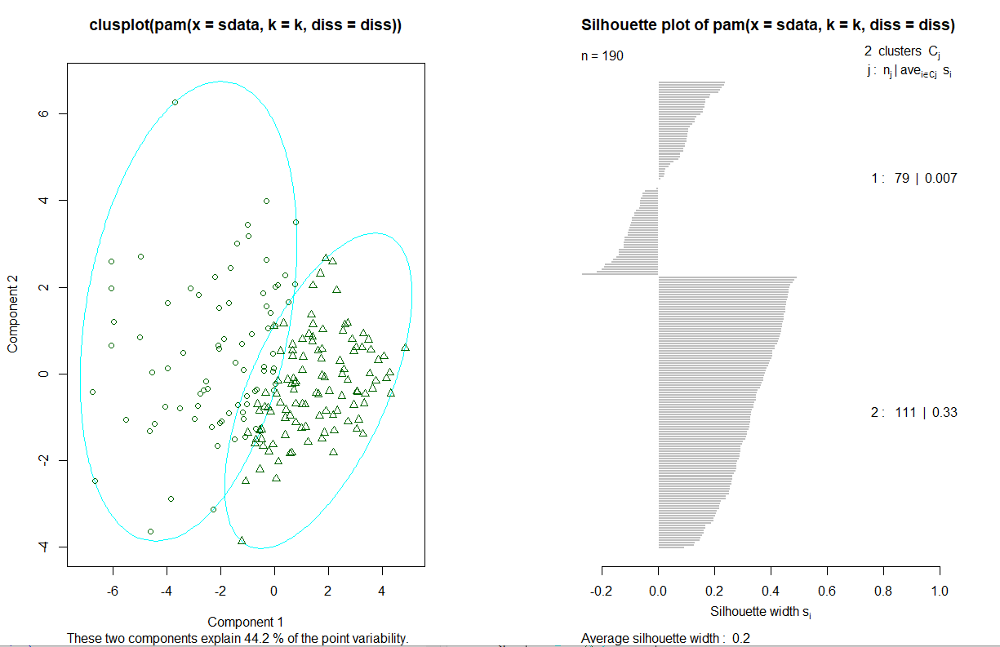 clusplot(pam(x = sdata, k = k, diss = diss))
6
4
2
0
-2
-4
Component 2
-6 -4 -2 0 2 4
Component 1
These two components explain 44.2 % of the point variability.
Silhouette plot of pam(x = sdata, k = k, diss = diss)
n = 190
2 clusters Cj
j : nj | avei∈Cj si
1 : 79 | 0.007
2 : 111 | 0.33
-0.2 0.0 0.2 0.4 0.6 0.8 1.0
Silhouette width si
Average silhouette width : 0.2